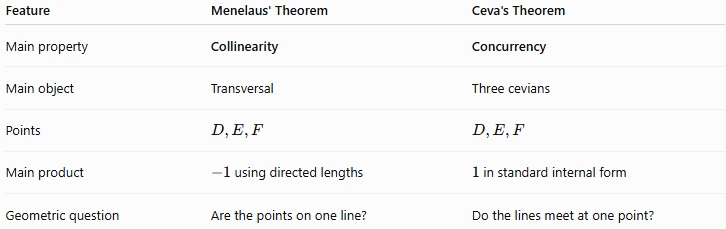 Feature Menelaus' Theorem Ceva's Theorem
Main property Collinearity Concurrency
Main object Transversal Three cevians
Points D, E, F D, E, F
Main product −1 using directed lengths 1 in standard internal form
Geometric question Are the points on one line? Do the lines meet at one point?